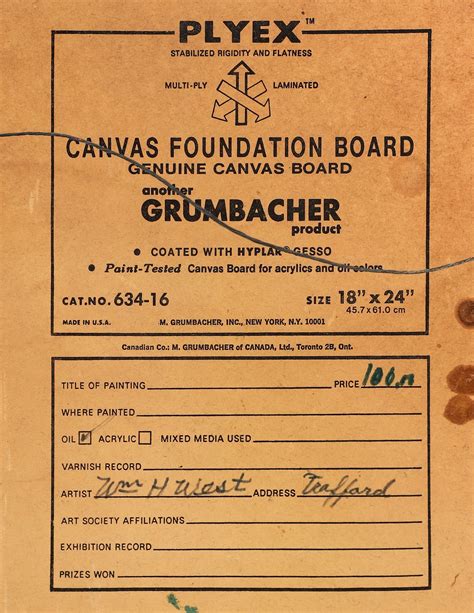 PLYEX™
STABILIZED RIGIDITY AND FLATNESS
MULTI-PLY LAMINATED
CANVAS FOUNDATION BOARD
GENUINE CANVAS BOARD
another
GRUMBACHER
product
• COATED WITH HYPLAR® GESSO
• Paint-Tested Canvas Board for acrylics and oil colors
CAT.NO. 634-16 SIZE 18" x 24"
45.7 x 61.0 cm
MADE IN U.S.A. M. GRUMBACHER, INC., NEW YORK, N.Y. 10001
Canadian Co.: M. GRUMBACHER of CANADA, Ltd., Toronto 2B, Ont.
TITLE OF PAINTING PRICE 100.
WHERE PAINTED
OIL ☑ ACRYLIC ☐ MIXED MEDIA USED
VARNISH RECORD
ARTIST Wm H West ADDRESS Trafford
ART SOCIETY AFFILIATIONS
EXHIBITION RECORD
PRIZES WON